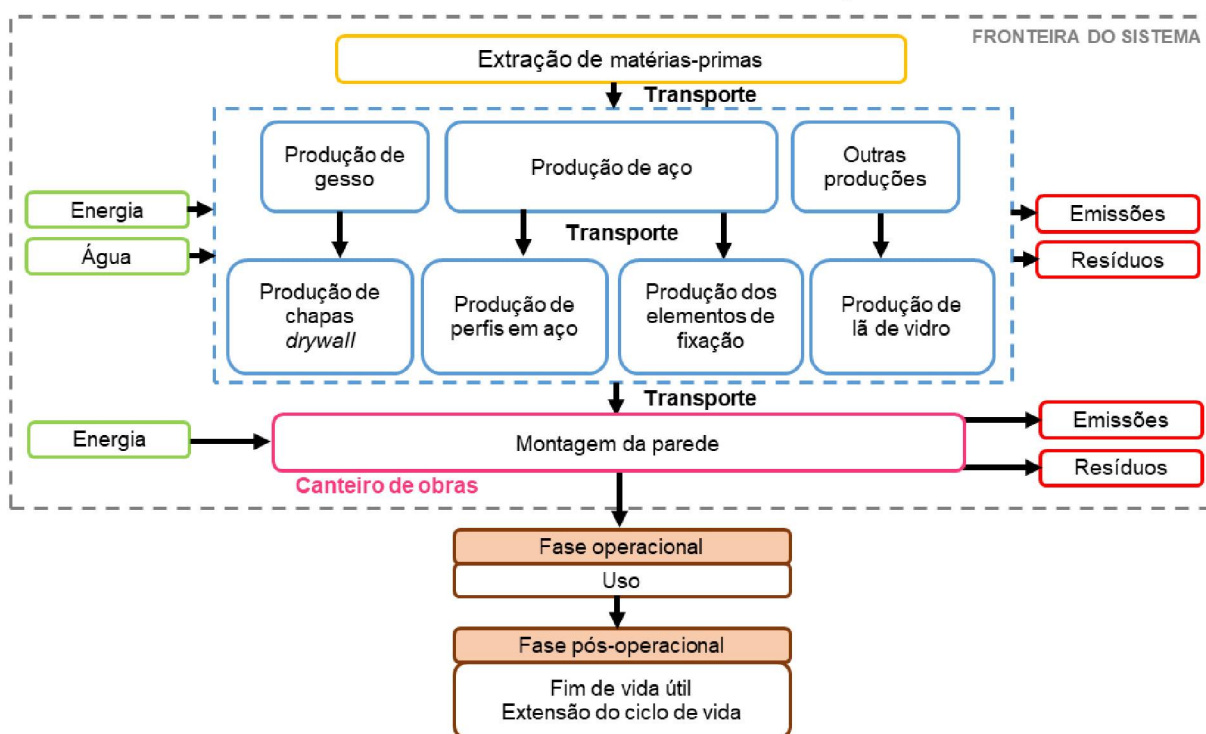 FRONTEIRA DO SISTEMA
Extração de matérias-primas
Transporte
Produção de
gesso
Produção de aço
Outras
produções
Energia
Água
Transporte
Emissões
Resíduos
Produção de
chapas
drywall
Produção de
perfis em aço
Produção dos
elementos de
fixação
Produção de
lã de vidro
Transporte
Energia
Montagem da parede
Emissões
Resíduos
Canteiro de obras
Fase operacional
Uso
Fase pós-operacional
Fim de vida útil
Extensão do ciclo de vida